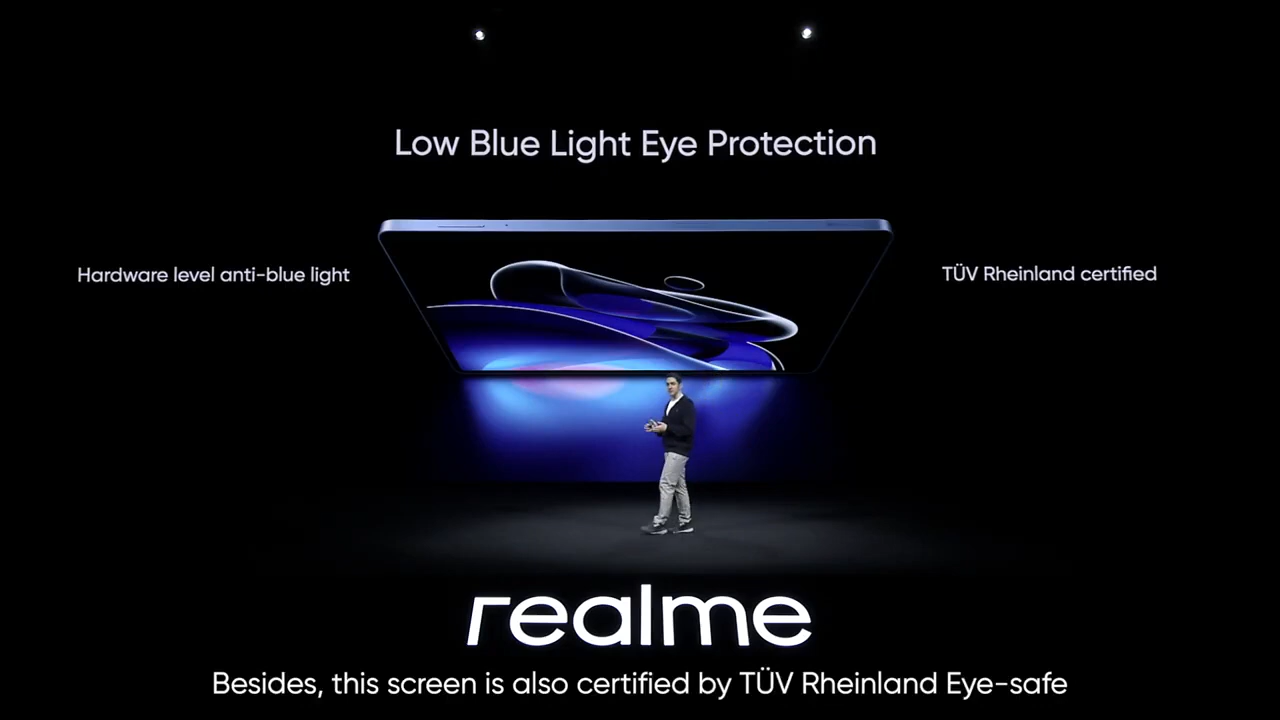 Low Blue Light Eye Protection
Hardware level anti-blue light
TÜV Rheinland certified
realme
Besides, this screen is also certified by TÜV Rheinland Eye-safe